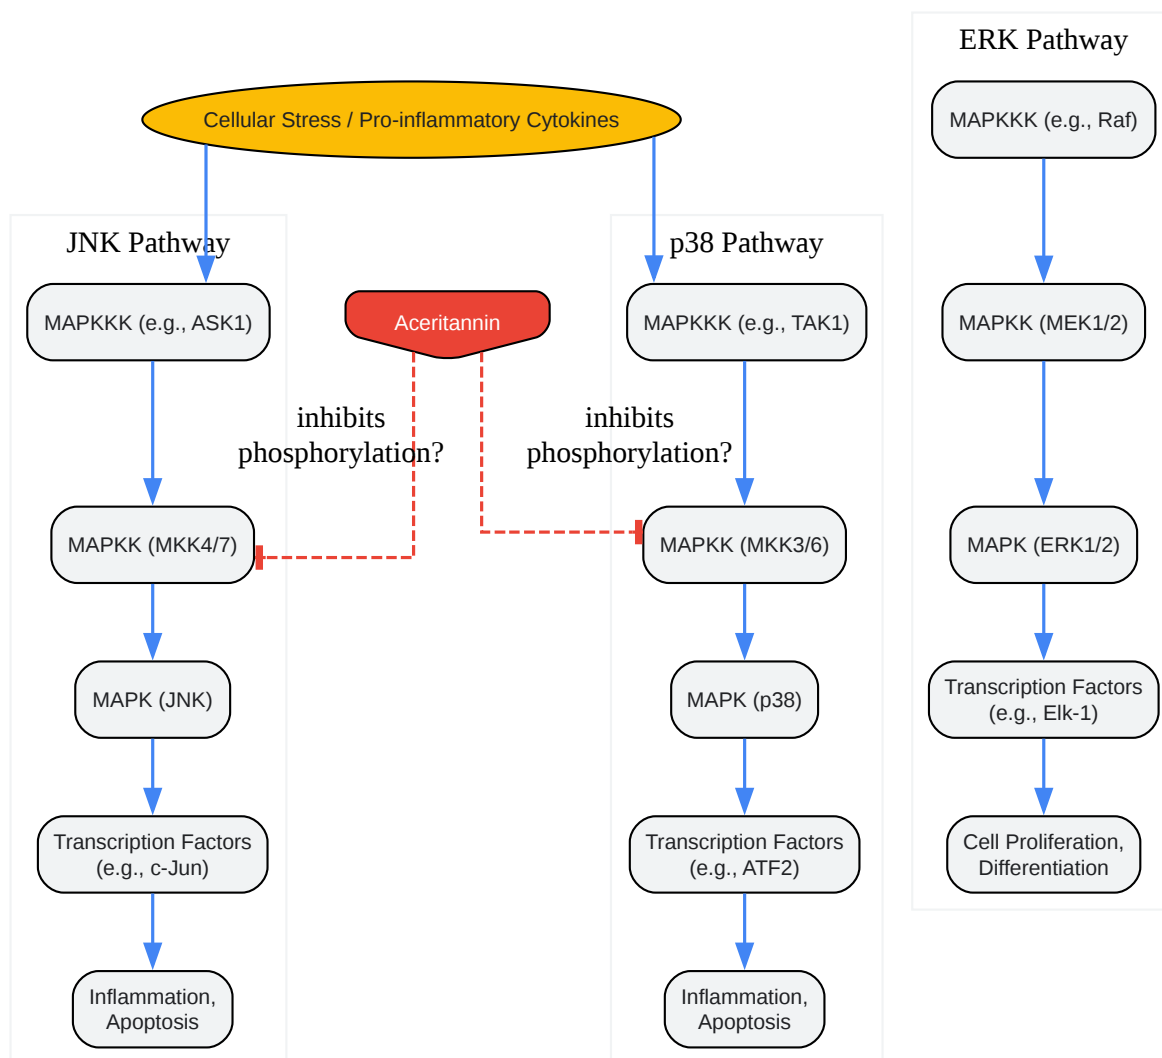 ERK Pathway
MAPKKK (e.g., Raf)
Cellular Stress / Pro-inflammatory Cytokines
JNK Pathway
p38 Pathway
MAPKKK (e.g., ASK1)
Aceritannin
MAPKKK (e.g., TAK1)
MAPKK (MEK1/2)
inhibits
phosphorylation?
inhibits
phosphorylation?
MAPKK (MKK4/7)
MAPKK (MKK3/6)
MAPK (ERK1/2)
MAPK (JNK)
MAPK (p38)
Transcription Factors
(e.g., Elk-1)
Transcription Factors
(e.g., c-Jun)
Transcription Factors
(e.g., ATF2)
Cell Proliferation,
Differentiation
Inflammation,
Apoptosis
Inflammation,
Apoptosis